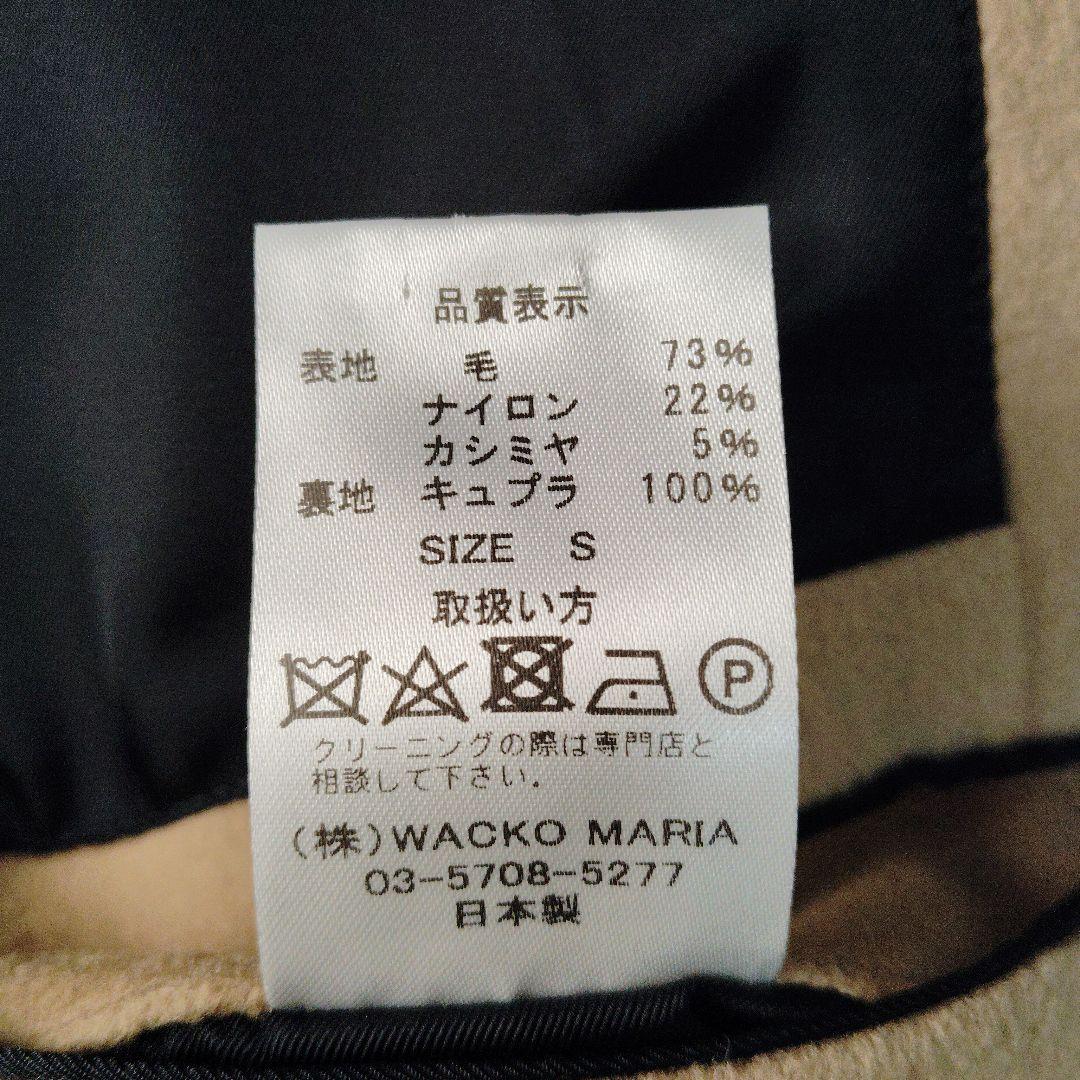 品質表示
表地 毛 73%
ナイロン 22%
カシミヤ 5%
裏地 キュプラ 100%
SIZE S
取扱い方
P
クリーニングの際は専門店と
相談して下さい。
(株)WACKO MARIA
03-5708-5277
日本製